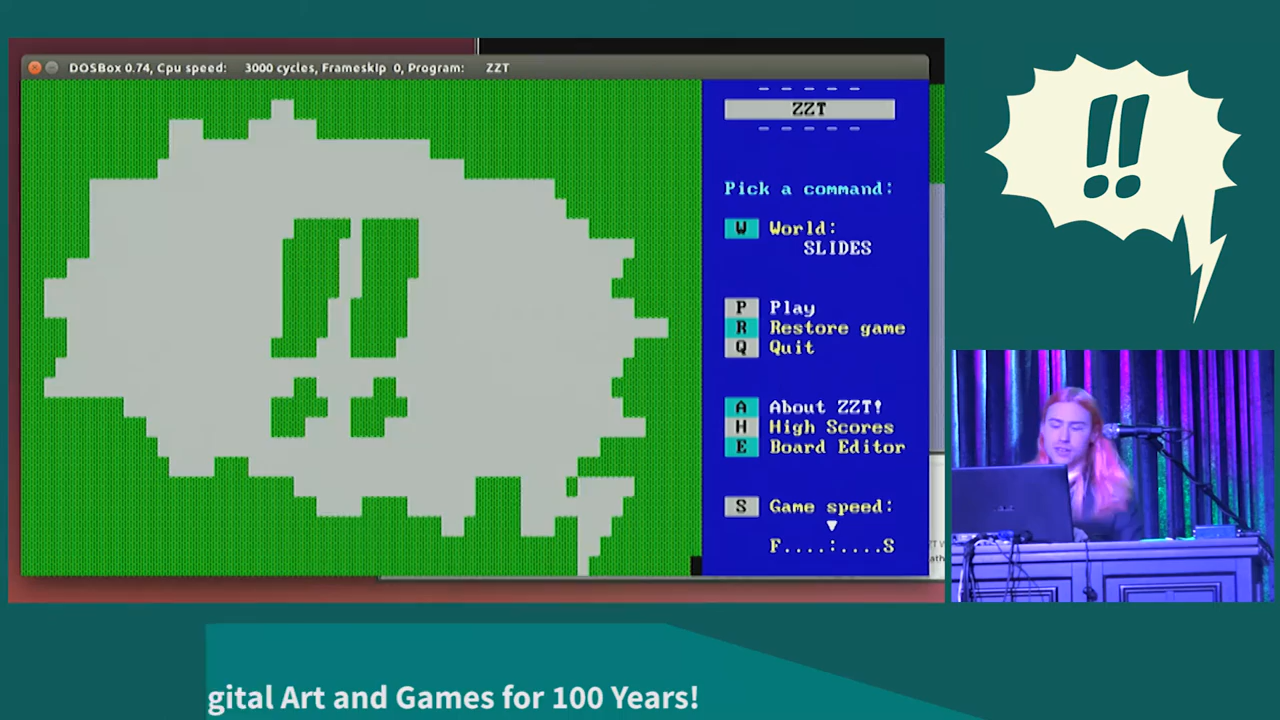 DOSBox 0.74, Cpu speed: 3000 cycles, Frameskip 0, Program: ZZT
ZZT
Pick a command:
W World:
SLIDES
P Play
R Restore game
Q Quit
A About ZZT!
H High Scores
E Board Editor
S Game speed:
F....:....S
!!
!!
gital Art and Games for 100 Years!